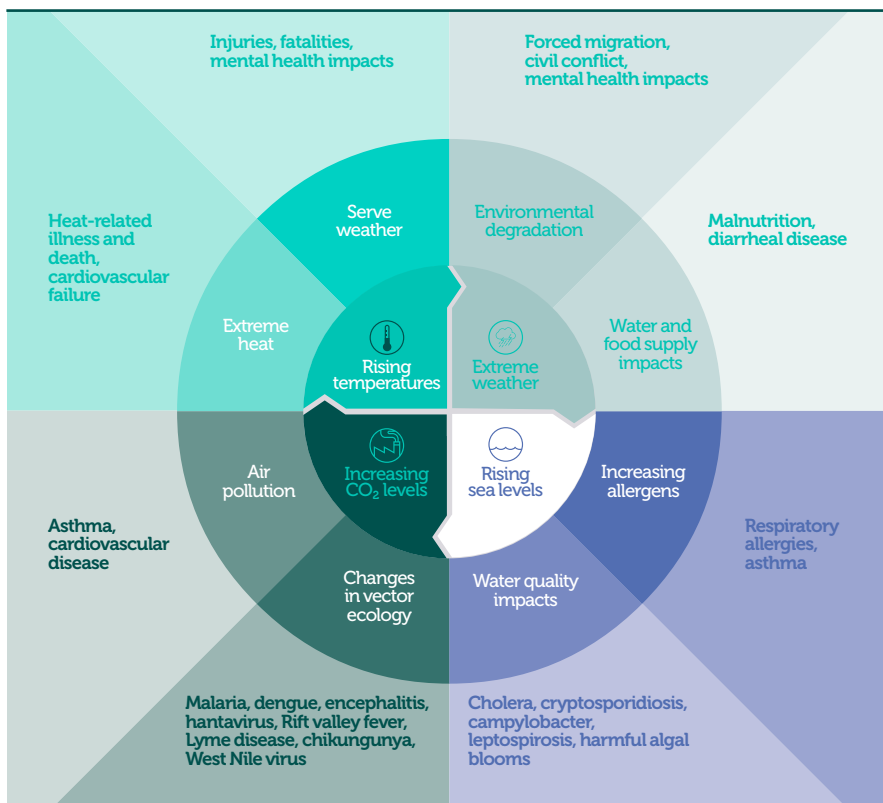 Injuries, fatalities,
mental health impacts
Forced migration,
civil conflict,
mental health impacts
Heat-related
illness and
death,
cardiovascular
failure
Serve
weather
Environmental
degradation
Malnutrition,
diarrheal disease
Extreme
heat
Rising
temperatures
Extreme
weather
Water and
food supply
impacts
Air
pollution
Increasing
CO₂ levels
Rising
sea levels
Increasing
allergens
Asthma,
cardiovascular
disease
Respiratory
allergies,
asthma
Changes
in vector
ecology
Water quality
impacts
Malaria, dengue, encephalitis,
hantavirus, Rift valley fever,
Lyme disease, chikungunya,
West Nile virus
Cholera, cryptosporidiosis,
campylobacter,
leptospirosis, harmful algal
blooms